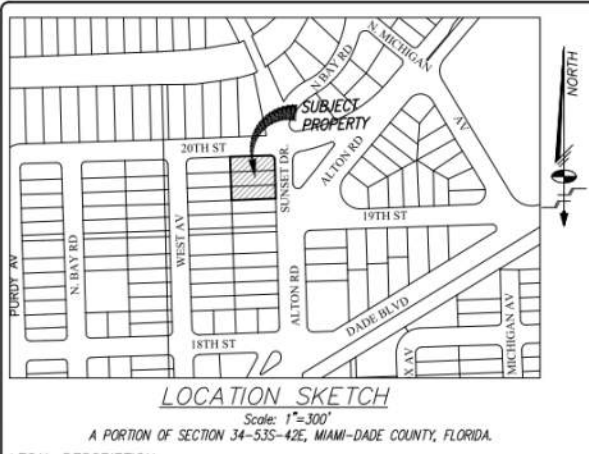 N. MICHIGAN
AV
N BAY RD
SUBJECT
PROPERTY
NORTH
20TH ST
SUNSET DR.
ALTON RD
19TH ST
PURDY AV
N. BAY RD
WEST AV
ALTON RD
DADE BLVD
18TH ST
X AV
MICHIGAN AV
LOCATION SKETCH
Scale: 1"=300'
A PORTION OF SECTION 34-53S-42E, MIAMI-DADE COUNTY, FLORIDA.